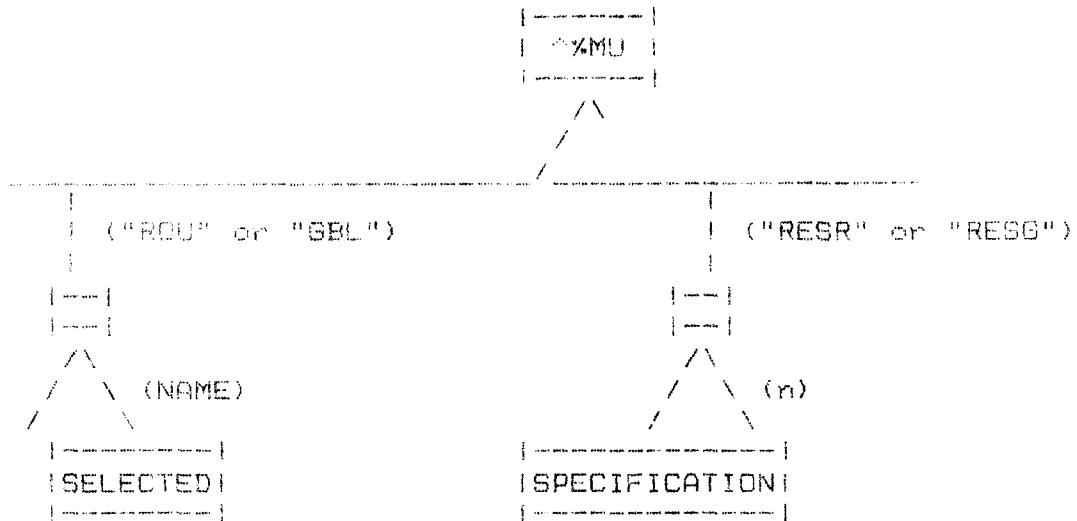 ^%MU
("ROU" or "GBL") ("RESR" or "RESG")
(NAME) (n)
SELECTED SPECIFICATION